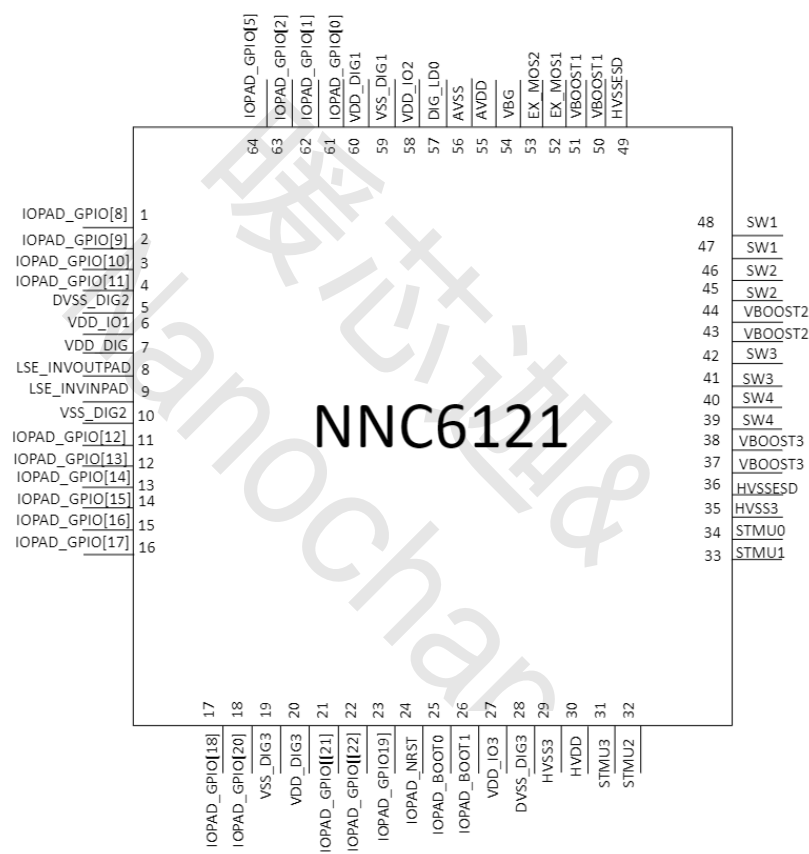 IOPAD_GPIO[5]
IOPAD_GPIO[2]
IOPAD_GPIO[1]
IOPAD_GPIO[0]
VDD_DIG1
VSS_DIG1
VDD_IO2
DIG_LD0
AVSS
AVDD
VBG
EX_MOS2
EX_MOS1
VBOOST1
VBOOST1
HVSSESD
64
63
62
61
60
59
58
57
56
55
54
53
52
51
50
49
IOPAD_GPIO[8] 1
IOPAD_GPIO[9] 2
IOPAD_GPIO[10] 3
IOPAD_GPIO[11] 4
DVSS_DIG2 5
VDD_IO1 6
VDD_DIG 7
LSE_INVOUTPAD 8
LSE_INVINPAD 9
VSS_DIG2 10
IOPAD_GPIO[12] 11
IOPAD_GPIO[13] 12
IOPAD_GPIO[14] 13
IOPAD_GPIO[15] 14
IOPAD_GPIO[16] 15
IOPAD_GPIO[17] 16
NNC6121
暖芯迦&
Nanochar
48 SW1
47 SW1
46 SW2
45 SW2
44 VBOOST2
43 VBOOST2
42 SW3
41 SW3
40 SW4
39 SW4
38 VBOOST3
37 VBOOST3
36 HVSSESD
35 HVSS3
34 STMU0
33 STMU1
17
18
19
20
21
22
23
24
25
26
27
28
29
30
31
32
IOPAD_GPIO[18]
IOPAD_GPIO[20]
VSS_DIG3
VDD_DIG3
IOPAD_GPIO[[21]
IOPAD_GPIO[[22]
IOPAD_GPIO19]
IOPAD_NRST
IOPAD_BOOT0
IOPAD_BOOT1
VDD_IO3
DVSS_DIG3
HVSS3
HVDD
STMU3
STMU2